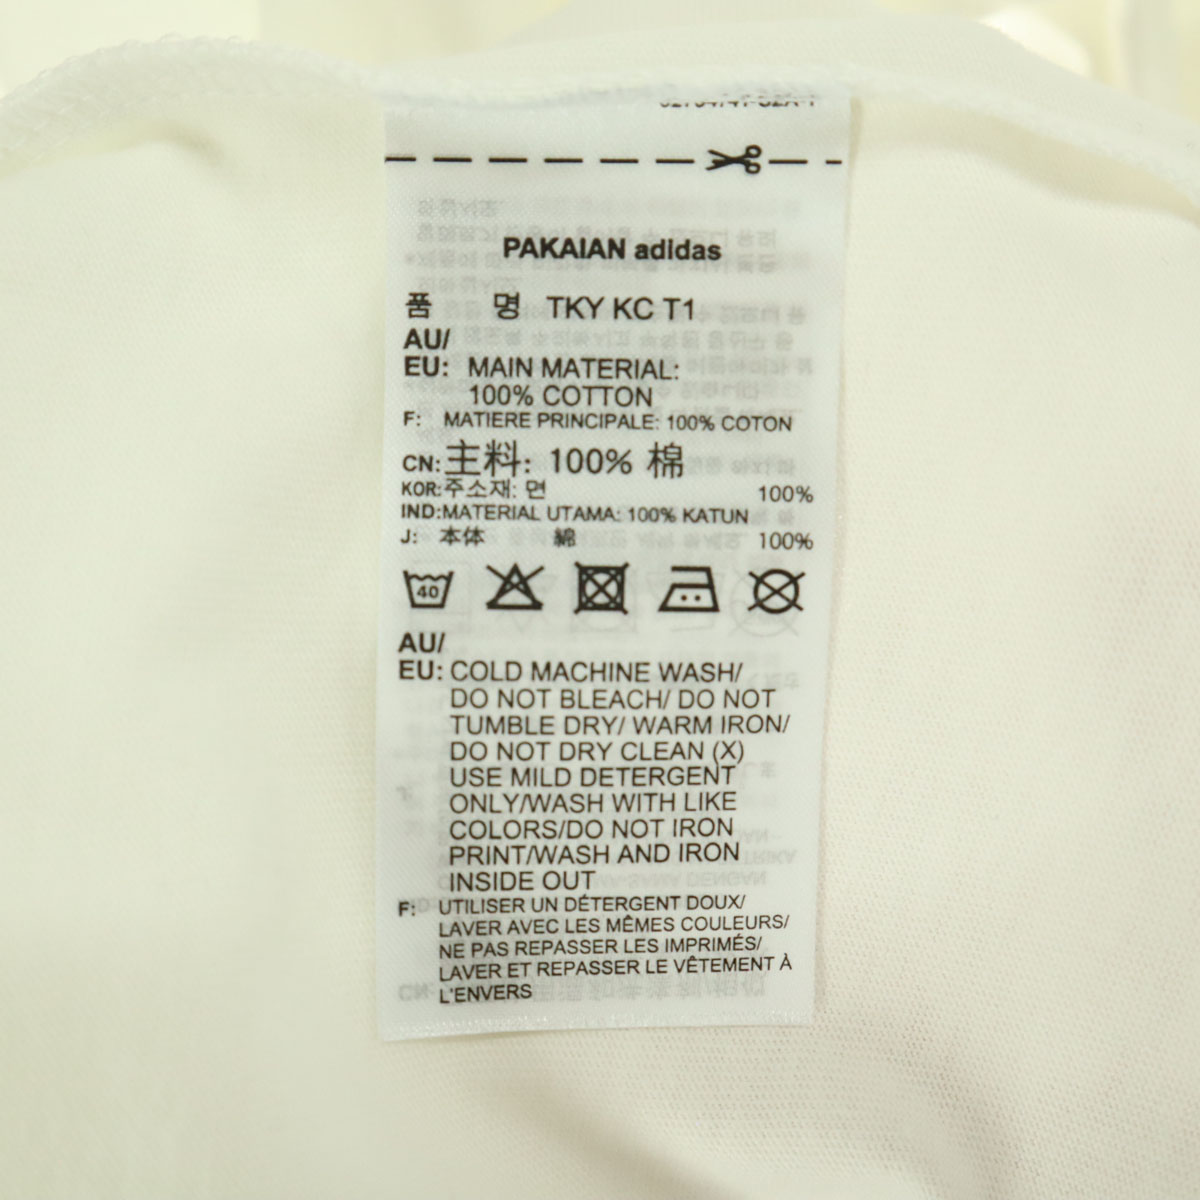 PAKAIAN adidas
품 명 TKY KC T1
AU/
EU: MAIN MATERIAL:
100% COTTON
F: MATIERE PRINCIPALE: 100% COTON
CN: 主料: 100% 棉
KOR: 주소재: 면 100%
IND:MATERIAL UTAMA: 100% KATUN
J: 本体 綿 100%
40
AU/
EU: COLD MACHINE WASH/
DO NOT BLEACH/ DO NOT
TUMBLE DRY/ WARM IRON/
DO NOT DRY CLEAN (X)
USE MILD DETERGENT
ONLY/WASH WITH LIKE
COLORS/DO NOT IRON
PRINT/WASH AND IRON
INSIDE OUT
F: UTILISER UN DÉTERGENT DOUX/
LAVER AVEC LES MÊMES COULEURS/
NE PAS REPASSER LES IMPRIMÉS/
LAVER ET REPASSER LE VÊTEMENT À
L'ENVERS